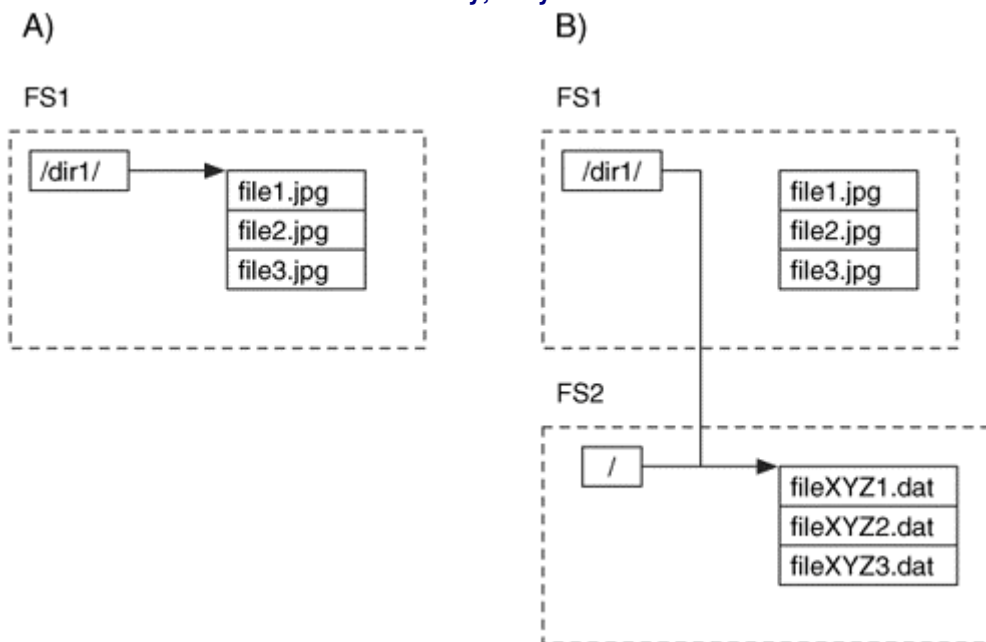 A)
FS1
/dir1/
file1.jpg
file2.jpg
file3.jpg
B)
FS1
/dir1/
file1.jpg
file2.jpg
file3.jpg
FS2
/
fileXYZ1.dat
fileXYZ2.dat
fileXYZ3.dat